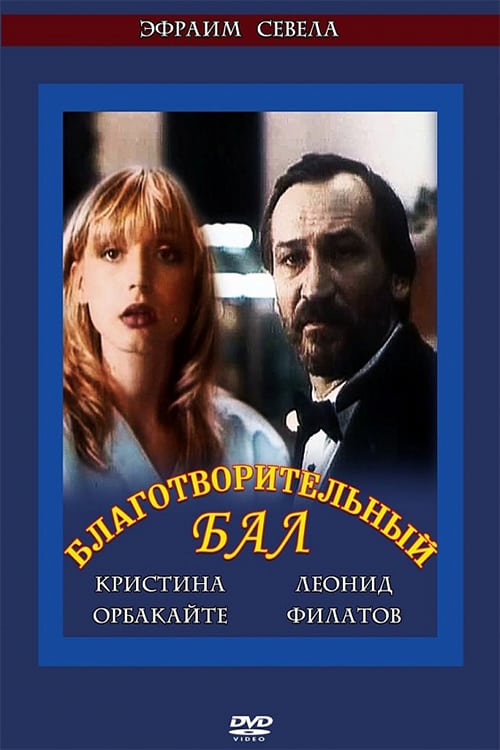 ЭФРАИМ СЕВЕЛА
БЛАГОТВОРИТЕЛЬНЫЙ
БАЛ
КРИСТИНА ЛЕОНИД
ОРБАКАЙТЕ ФИЛАТОВ
DVD
VIDEO